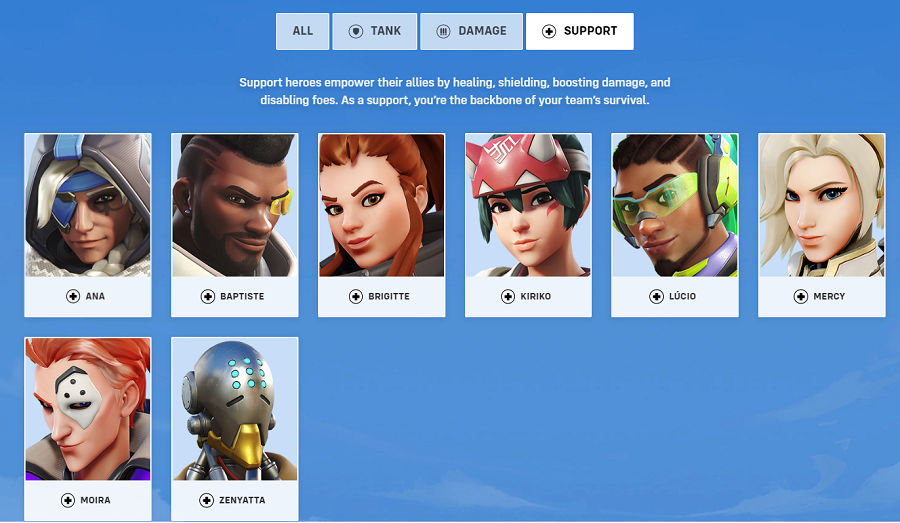 ALL TANK DAMAGE SUPPORT
Support heroes empower their allies by healing, shielding, boosting damage, and
disabling foes. As a support, you're the backbone of your team's survival.
ANA BAPTISTE BRIGITTE KIRIKO LÚCIO MERCY
MOIRA ZENYATTA